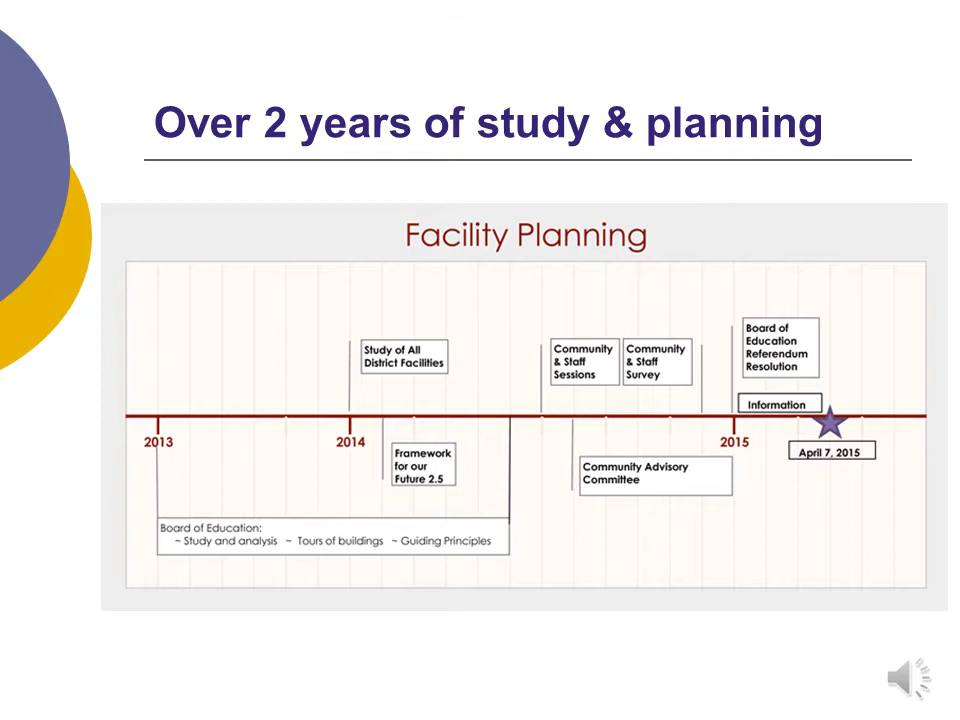 Over 2 years of study & planning
Facility Planning
Study of All
District Facilities
Community
& Staff
Sessions
Community
& Staff
Survey
Board of
Education
Referendum
Resolution
Information
2013
2014
2015
April 7, 2015
Framework
for our
Future 2.5
Community Advisory
Committee
Board of Education:
~ Study and analysis ~ Tours of buildings ~ Guiding Principles